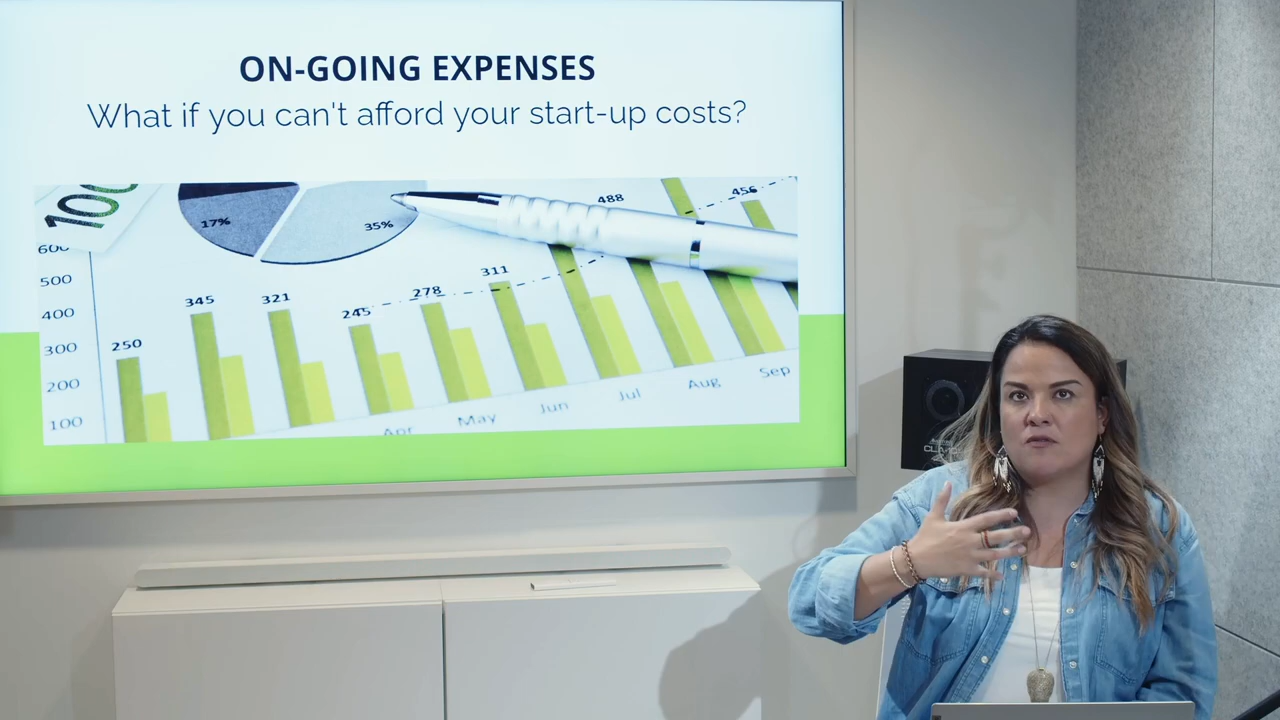 ON-GOING EXPENSES
What if you can't afford your start-up costs?
100
17%
35%
488
456
600
500
400
300
200
100
250
345
321
245
278
311
Apr
May
Jun
Jul
Aug
Sep